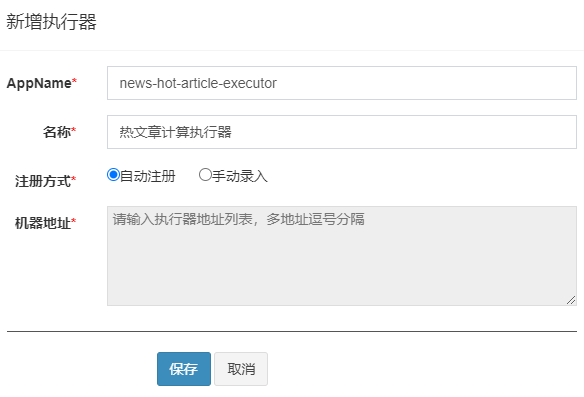 新增执行器
AppName* news-hot-article-executor
名称* 热文章计算执行器
注册方式* 自动注册 手动录入
机器地址* 请输入执行器地址列表，多地址逗号分隔
保存 取消